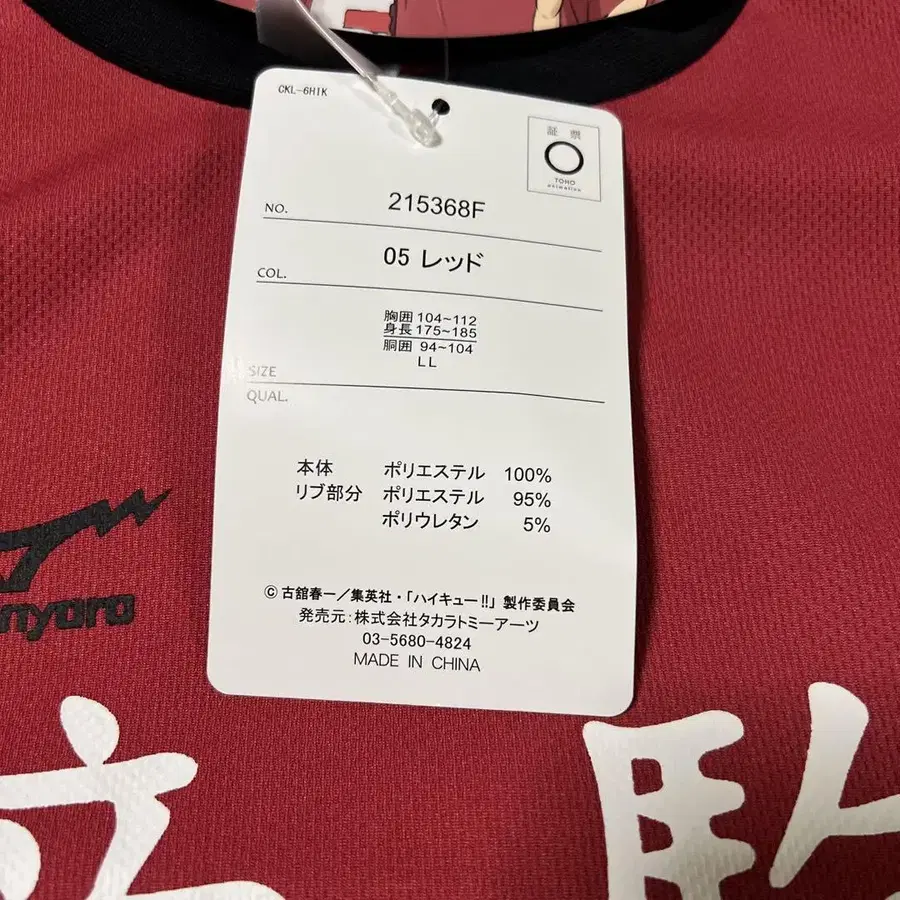 CKL-6HIK
証 票
TOHO
animation
NO. 215368F
COL. 05 レッド
胸囲 104~112
身長 175~185
胴囲 94~104
LL
SIZE
QUAL.
本体 ポリエステル 100%
リブ部分 ポリエステル 95%
ポリウレタン 5%
© 古舘春一/集英社・「ハイキュー!!」製作委員会
発売元:株式会社タカラトミーアーツ
03-5680-4824
MADE IN CHINA
nyaro